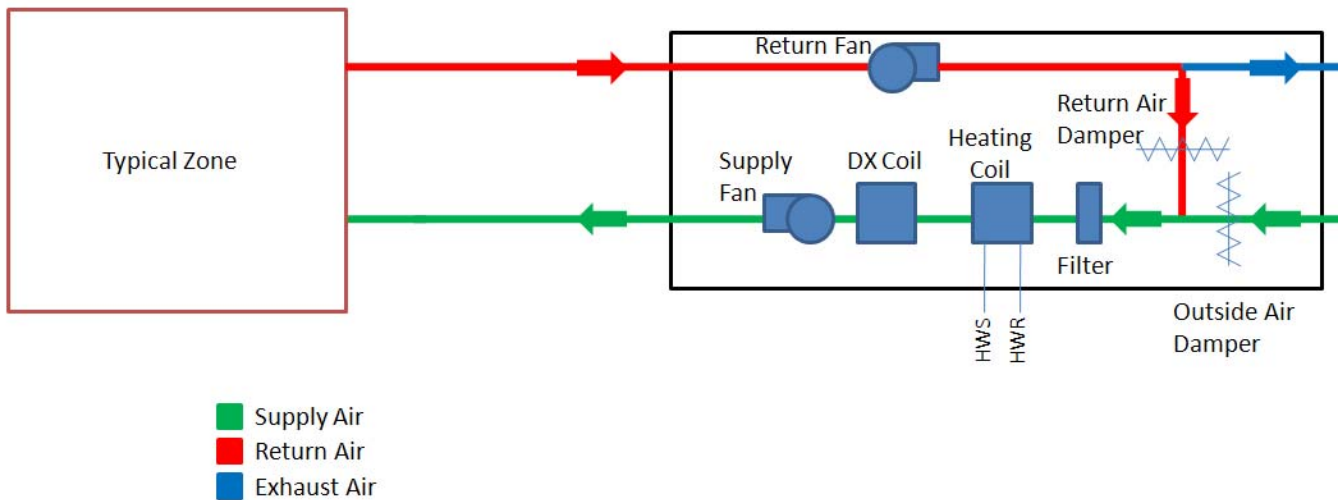 Typical Zone
Return Fan
Return Air
Damper
Supply
Fan
DX Coil
Heating
Coil
Filter
HWS
HWR
Outside Air
Damper
Supply Air
Return Air
Exhaust Air